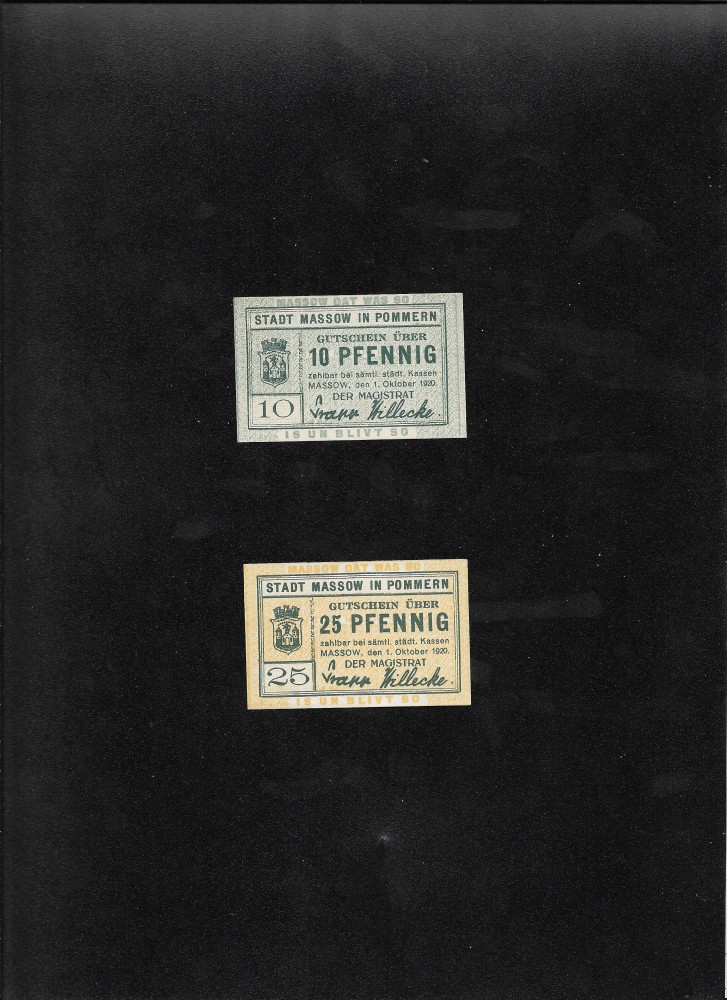 MASSOW DAT WAS SO
STADT MASSOW IN POMMERN
GUTSCHEIN ÜBER
10 PFENNIG
zahlbar bei sämtl. städt. Kassen
MASSOW, den 1. Oktober 1920.
DER MAGISTRAT
10
Willecke.
IS UN BLIVT SO
MASSOW DAT WAS SO
STADT MASSOW IN POMMERN
GUTSCHEIN ÜBER
25 PFENNIG
zahlbar bei sämtl. städt. Kassen
MASSOW, den 1. Oktober 1920.
DER MAGISTRAT
25
Willecke.
IS UN BLIVT SO